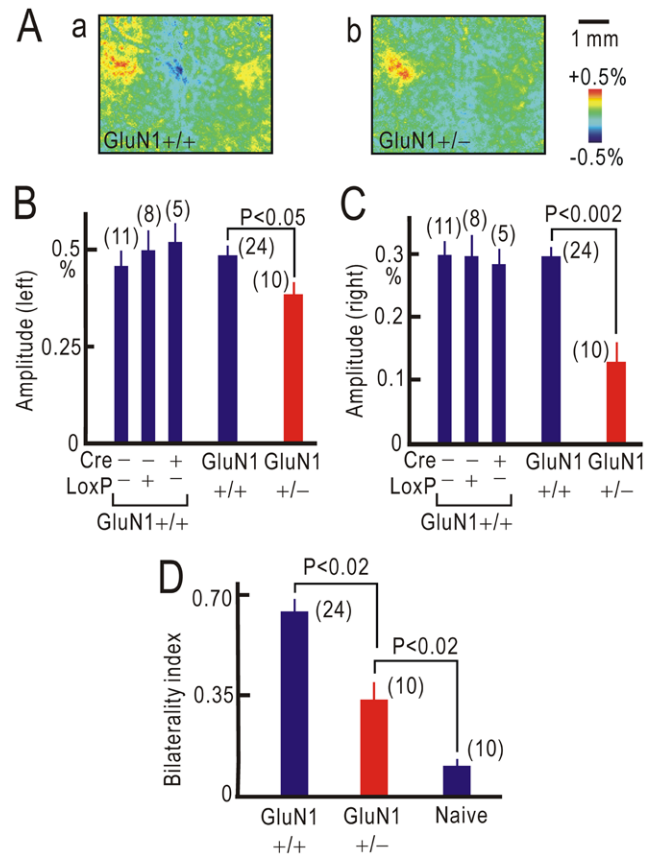 A
a
b
1 mm
GluN1+/+
GluN1+/−
+0.5%
-0.5%
B
Amplitude (left)
0.5
%
0.25
0
(11)
(8)
(5)
P<0.05
(24)
(10)
Cre − − + GluN1 GluN1
LoxP − + − +/+ +/−
GluN1+/+
C
Amplitude (right)
0.3
%
0.2
0.1
0
(11)
(8)
(5)
P<0.002
(24)
(10)
Cre − − + GluN1 GluN1
LoxP − + − +/+ +/−
GluN1+/+
D
Bilaterality index
0.70
0.35
0
P<0.02
(24)
P<0.02
(10)
(10)
GluN1 GluN1 Naive
+/+ +/−